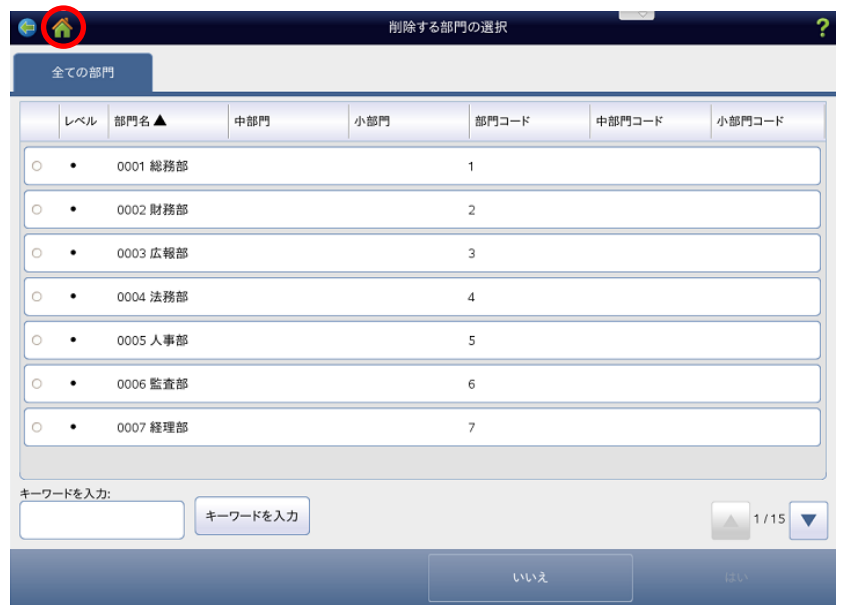 削除する部門の選択
?
全ての部門
レベル 部門名▲ 中部門 小部門 部門コード 中部門コード 小部門コード
• 0001 総務部 1
• 0002 財務部 2
• 0003 広報部 3
• 0004 法務部 4
• 0005 人事部 5
• 0006 監査部 6
• 0007 経理部 7
キーワードを入力:
キーワードを入力
1 / 15
いいえ はい